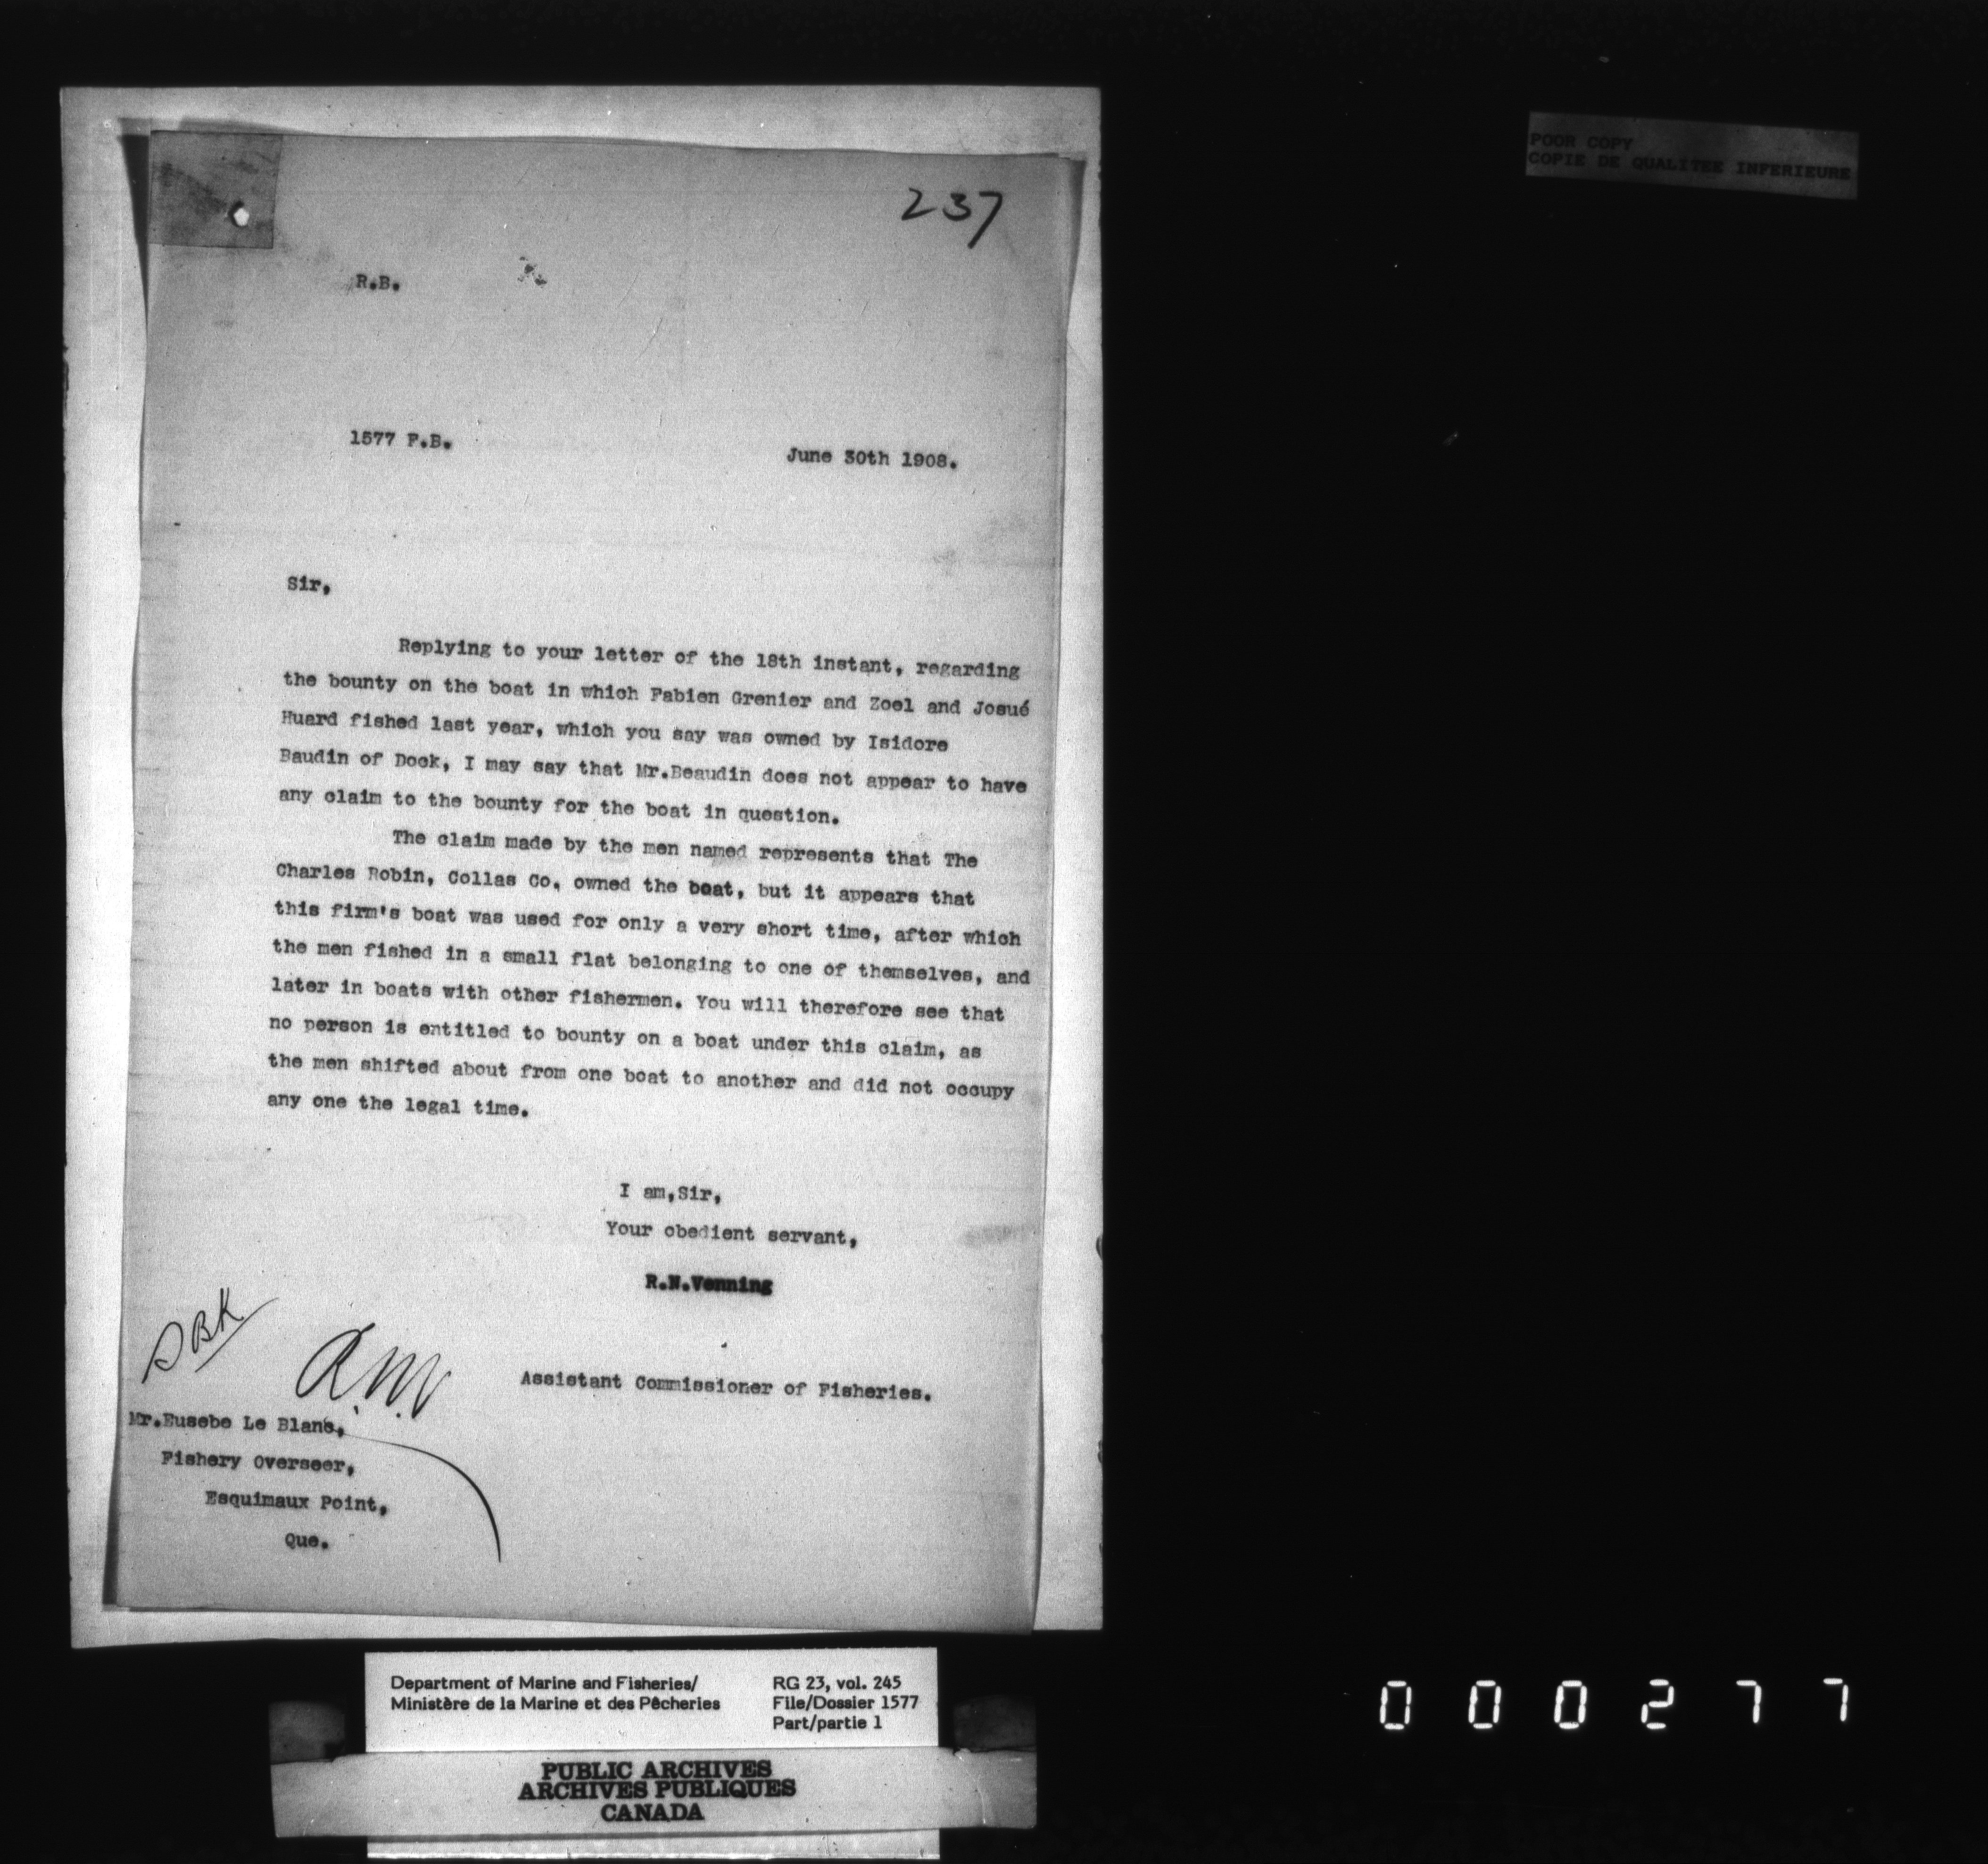 POOR COPY
COPIE DE QUALITEE INFERIEURE
237
R.B.
1577 F.B.
June 30th 1908.
Sir,
Replying to your letter of the 18th instant, regarding
the bounty on the boat in which Fabien Grenier and Zoel and Josué
Huard fished last year, which you say was owned by Isidore
Baudin of Dock, I may say that Mr.Beaudin does not appear to have
any claim to the bounty for the boat in question.
The claim made by the men named represents that The
Charles Robin, Collas Co, owned the boat, but it appears that
this firm's boat was used for only a very short time, after which
the men fished in a small flat belonging to one of themselves, and
later in boats with other fishermen. You will therefore see that
no person is entitled to bounty on a boat under this claim, as
the men shifted about from one boat to another and did not occupy
any one the legal time.
I am,Sir,
Your obedient servant,
R.N.Venning
Assistant Commissioner of Fisheries.
Mr.Eusebe Le Blanc,
Fishery Overseer,
Esquimaux Point,
Que.
Department of Marine and Fisheries/
Ministère de la Marine et des Pêcheries
RG 23, vol. 245
File/Dossier 1577
Part/partie 1
PUBLIC ARCHIVES
ARCHIVES PUBLIQUES
CANADA
000277